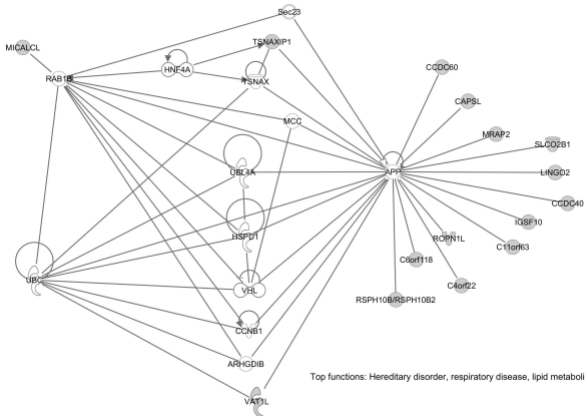 Sec23
MICALCL
TSNAXIP1
HNF4A
RAB1B
TSNAX
CCDC60
CAPSL
MCC
MRAP2
SLCO2B1
UBL4A
APP
LINGO2
CCDC40
IGSF10
HSPD1
ROPN1L
C11orf63
C6orf118
UBC
VHL
C4orf22
RSPH10B/RSPH10B2
CCNB1
ARHGDIB
Top functions: Hereditary disorder, respiratory disease, lipid metaboli
VAT1L